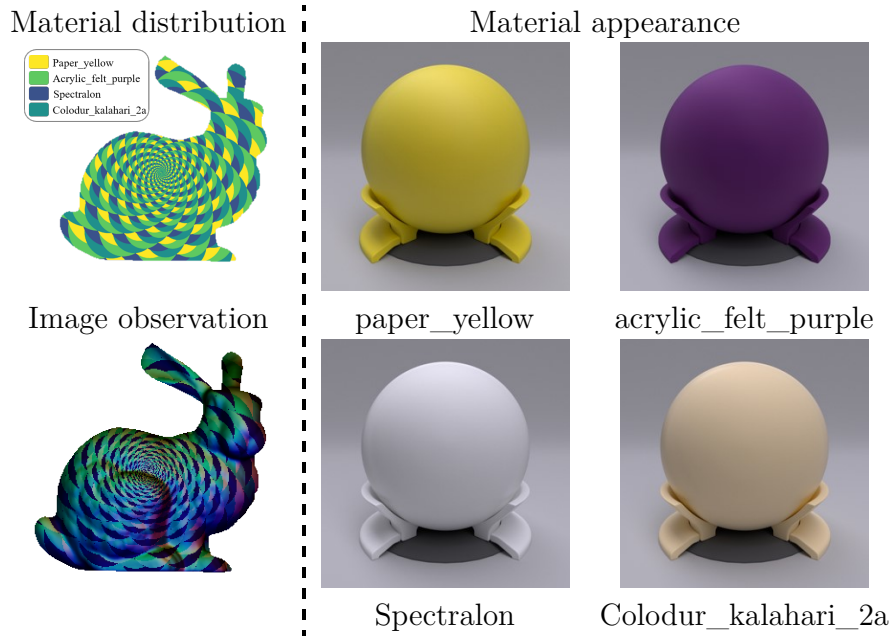 Material distribution
Material appearance
Paper_yellow
Acrylic_felt_purple
Spectralon
Colodur_kalahari_2a
Image observation
paper_yellow
acrylic_felt_purple
Spectralon
Colodur_kalahari_2a